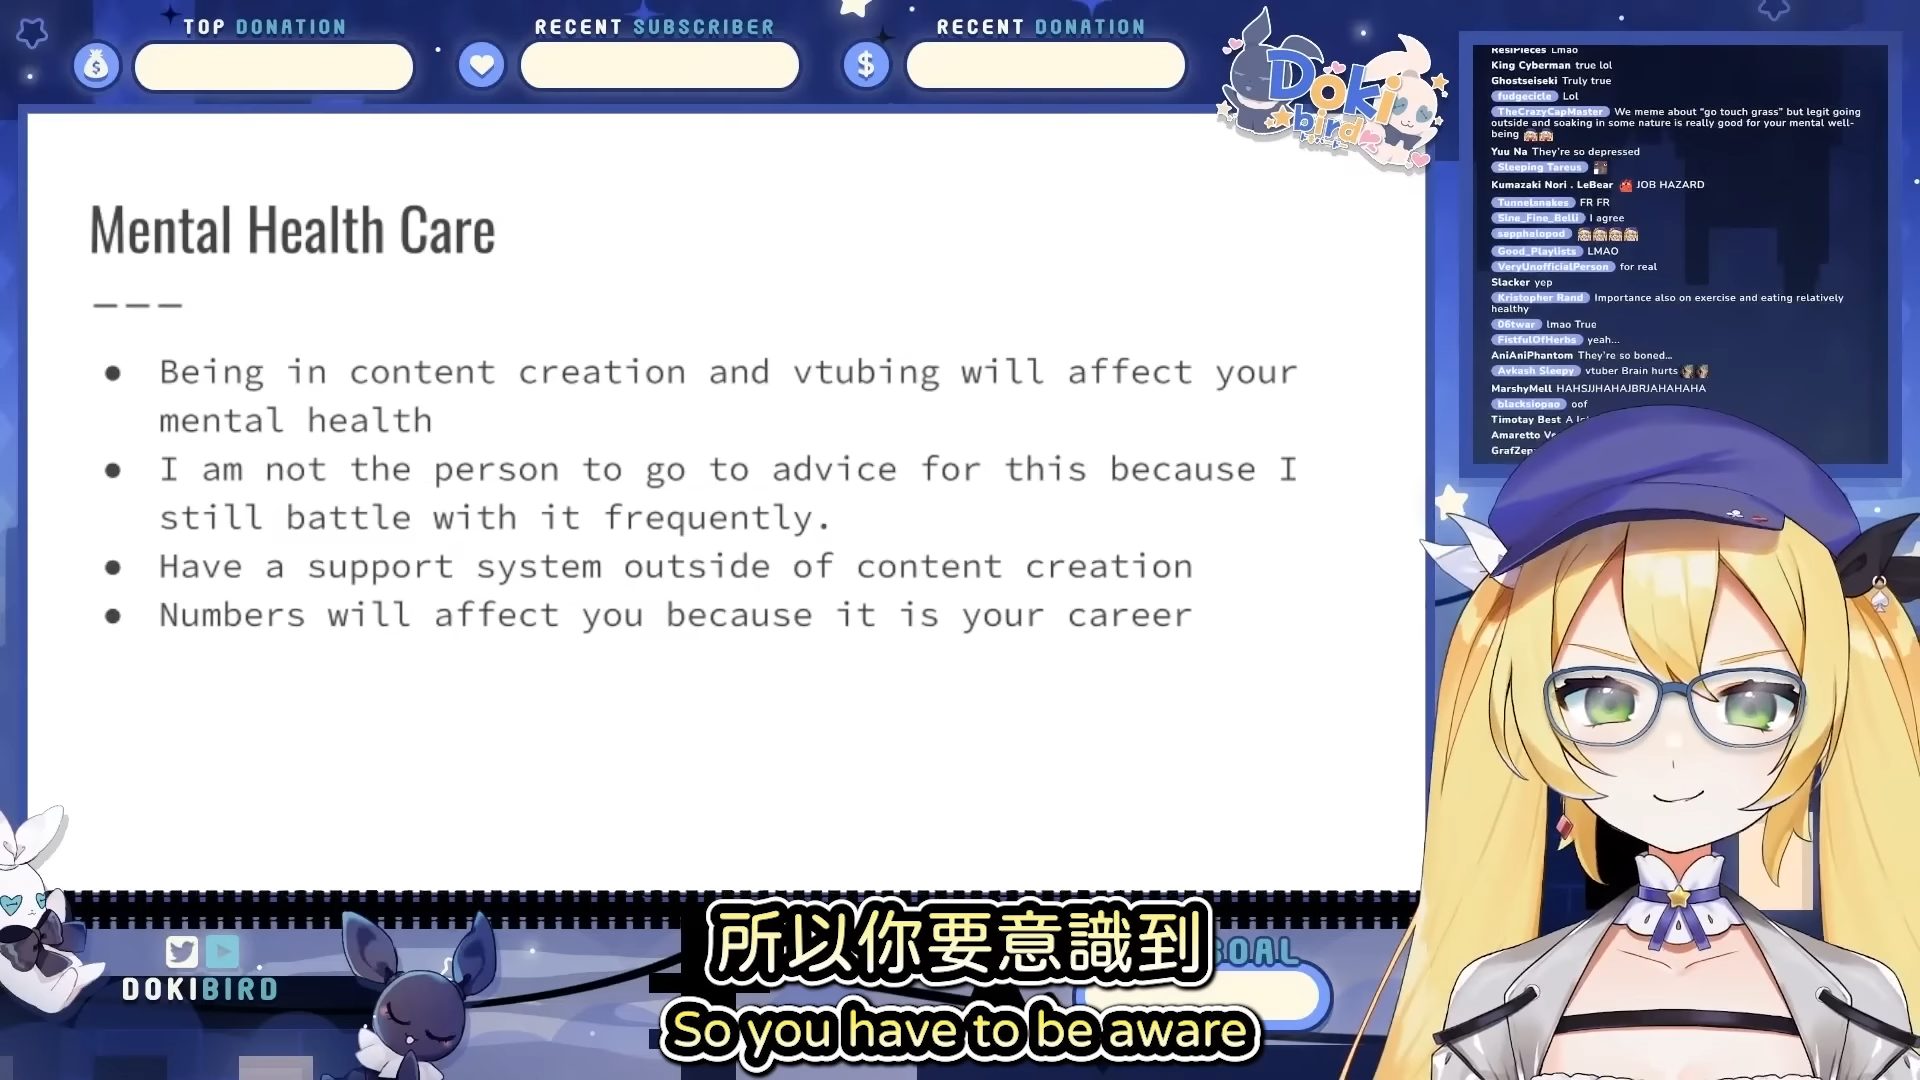 TOP DONATION
RECENT SUBSCRIBER
RECENT DONATION
Doki
bird
ResiPieces Lmao
King Cyberman true lol
Ghostseiseki Truly true
fudgecicle Lol
TheCrazyCapMaster We meme about "go touch grass" but legit going
outside and soaking in some nature is really good for your mental well-
being
Yuu Na They're so depressed
Sleeping Tareus
Kumazaki Nori . LeBear JOB HAZARD
Tunnelsnakes FR FR
Sine_Fine_Belli I agree
sapphalopod
Good_Playlists LMAO
VeryUnofficialPerson for real
Slacker yep
Kristopher Rand Importance also on exercise and eating relatively
healthy
06twar lmao True
FistfulOfHerbs yeah...
AniAniPhantom They're so boned...
Avkash Sleepy vtuber Brain hurts
MarshyMell HAHSJJHAHAJBRJAHAHAHA
blacksiopao oof
Timotay Best A
Amaretto
Mental Health Care
Being in content creation and vtubing will affect your
mental health
I am not the person to go to advice for this because I
still battle with it frequently.
Have a support system outside of content creation
Numbers will affect you because it is your career
DOKIBIRD
GOAL
所以你要意識到
So you have to be aware